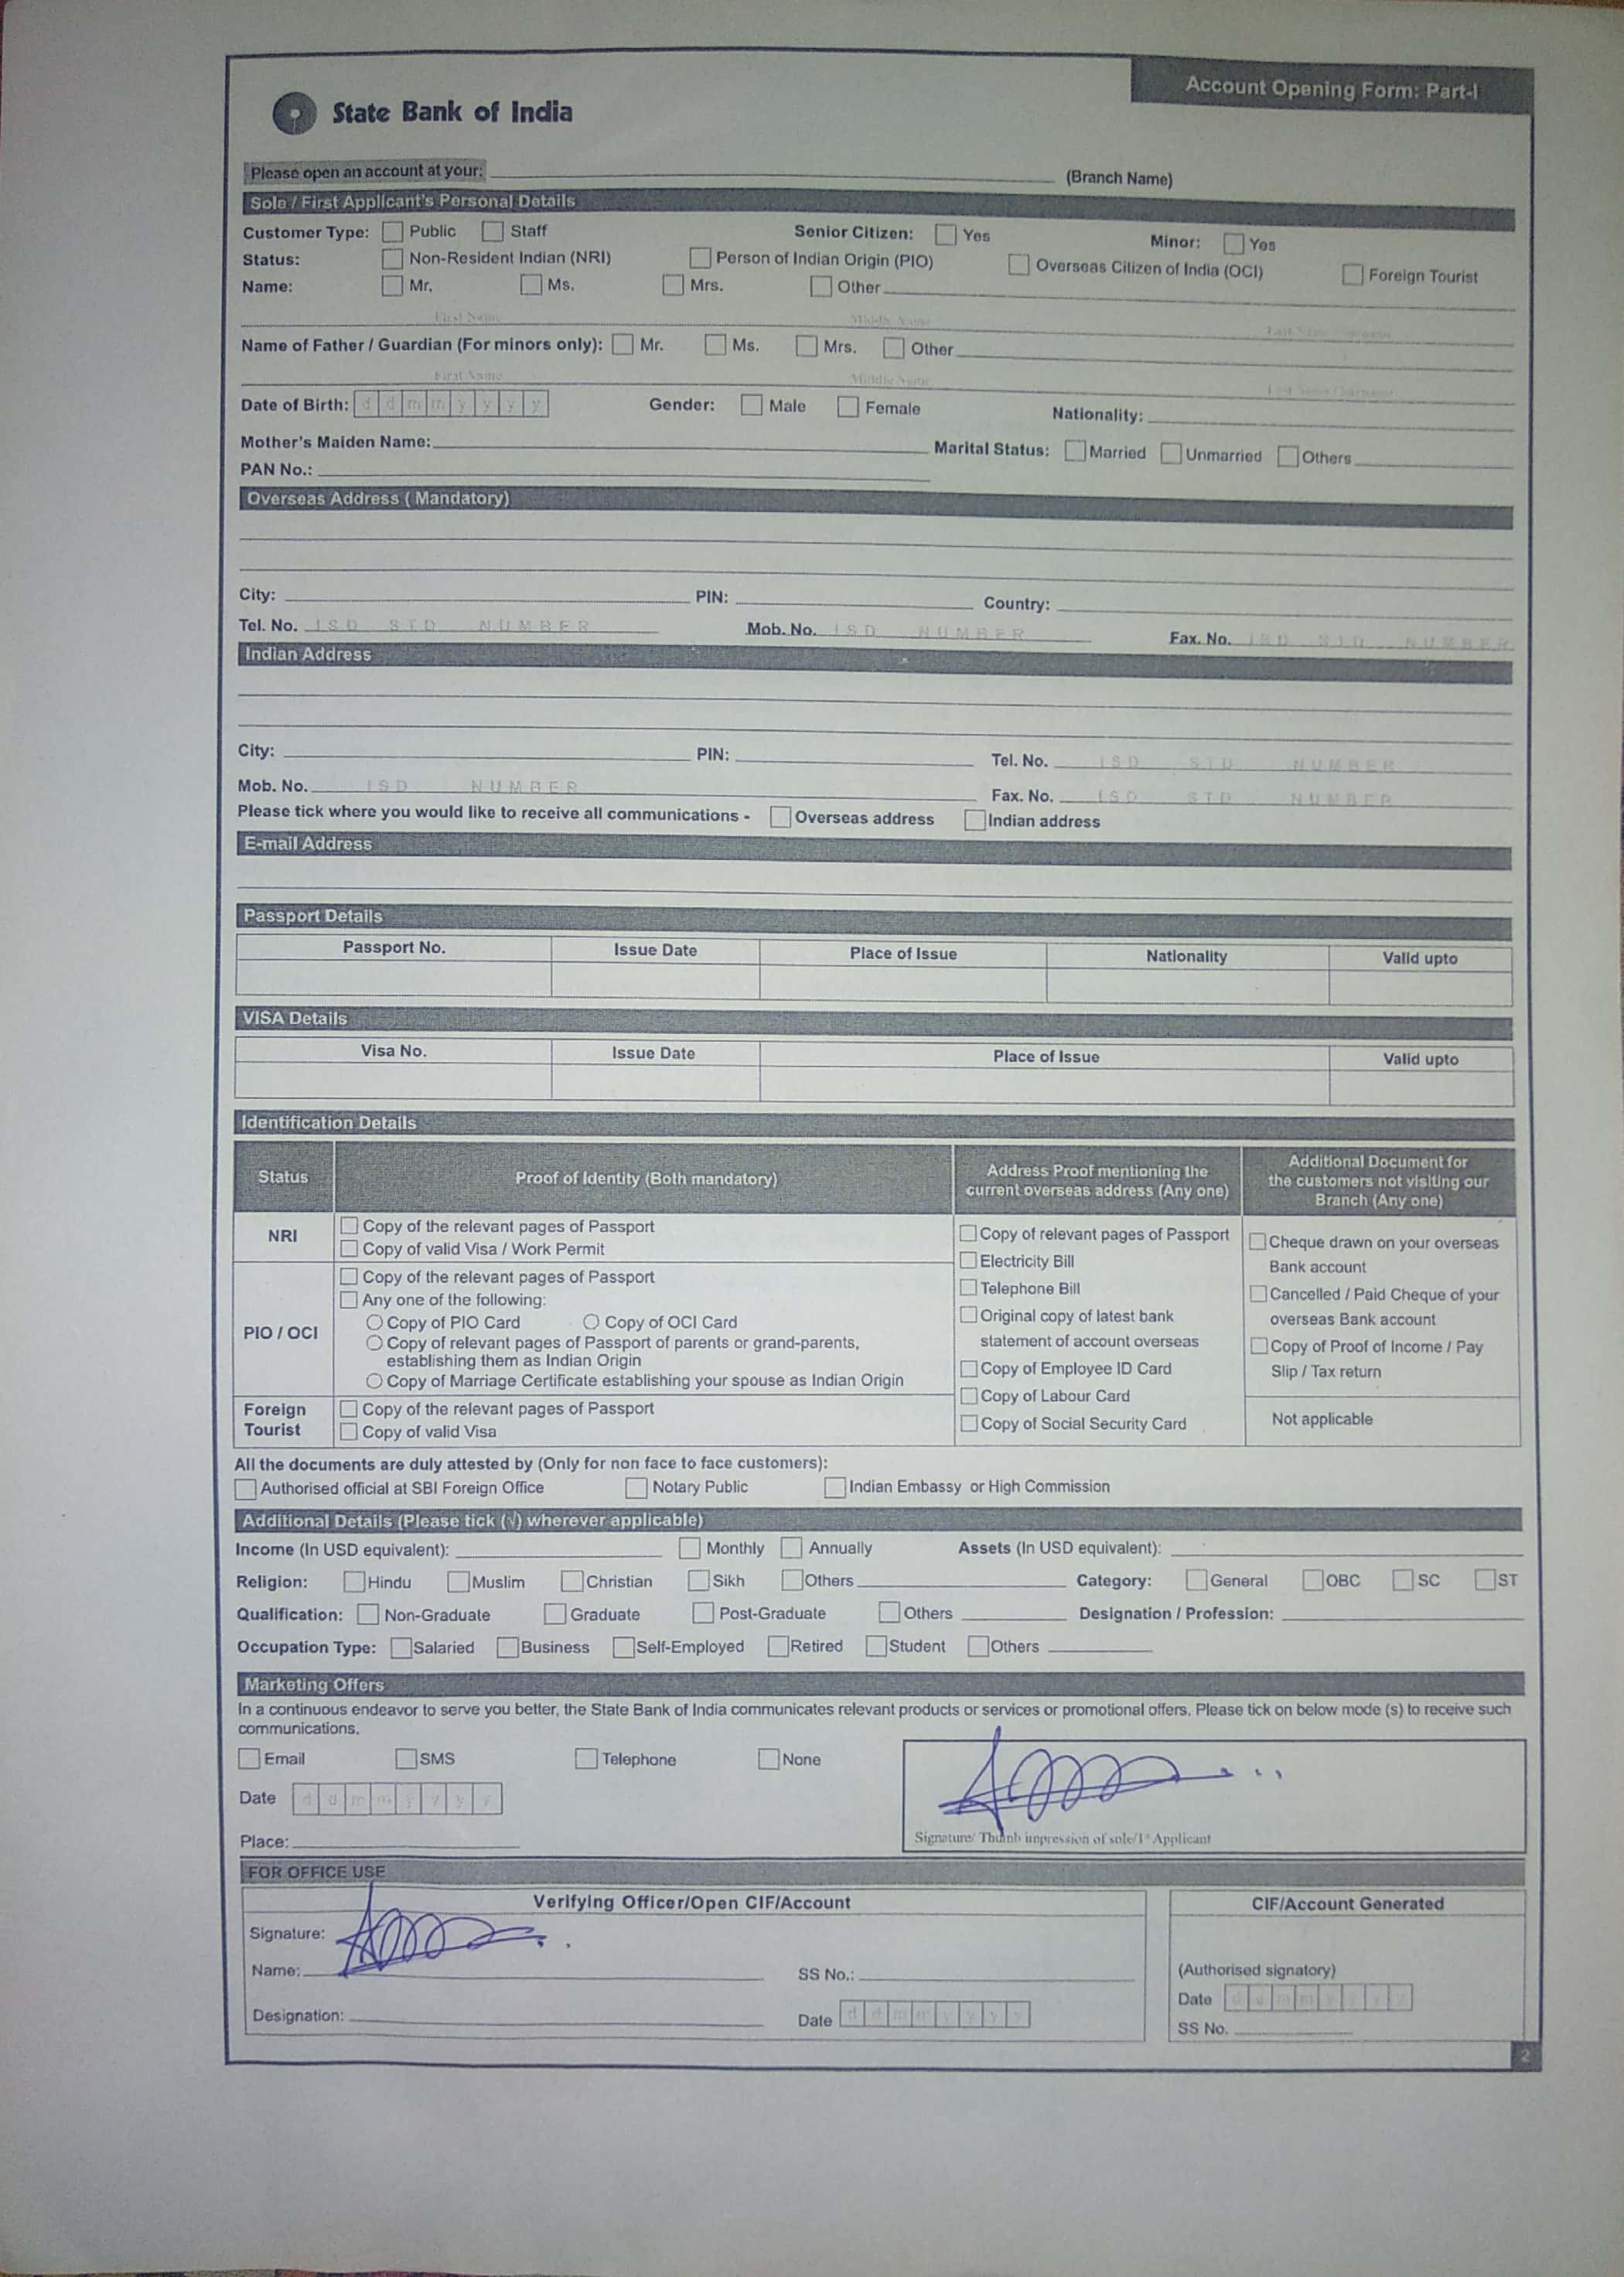 Account Opening Form: Part-I
State Bank of India
Please open an account at your: (Branch Name)
Sole / First Applicant's Personal Details
Customer Type: Public Staff Senior Citizen: Yes Minor: Yes
Status: Non-Resident Indian (NRI) Person of Indian Origin (PIO) Overseas Citizen of India (OCI) Foreign Tourist
Name: Mr. Ms. Mrs. Other
First Name Middle Name
Name of Father / Guardian (For minors only): Mr. Ms. Mrs. Other
First Name Middle Name
Date of Birth: d d m m y y y y Gender: Male Female Nationality:
Mother's Maiden Name: Marital Status: Married Unmarried Others
PAN No.:
Overseas Address ( Mandatory)
City: PIN: Country:
Tel. No. ISD STD NUMBER Mob. No. ISD NUMBER Fax. No. ISD STD NUMBER
Indian Address
City: PIN: Tel. No. ISD STD NUMBER
Mob. No. ISD NUMBER Fax. No. ISD STD NUMBER
Please tick where you would like to receive all communications - Overseas address Indian address
E-mail Address
Passport Details
Passport No. Issue Date Place of Issue Nationality Valid upto
VISA Details
Visa No. Issue Date Place of Issue Valid upto
Identification Details
Status
Proof of Identity (Both mandatory)
Address Proof mentioning the
current overseas address (Any one)
Additional Document for
the customers not visiting our
Branch (Any one)
NRI
Copy of the relevant pages of Passport
Copy of valid Visa / Work Permit
PIO / OCI
Copy of the relevant pages of Passport
Any one of the following:
Copy of PIO Card Copy of OCI Card
Copy of relevant pages of Passport of parents or grand-parents,
establishing them as Indian Origin
Copy of Marriage Certificate establishing your spouse as Indian Origin
Foreign
Tourist
Copy of the relevant pages of Passport
Copy of valid Visa
Copy of relevant pages of Passport
Electricity Bill
Telephone Bill
Original copy of latest bank
statement of account overseas
Copy of Employee ID Card
Copy of Labour Card
Copy of Social Security Card
Cheque drawn on your overseas
Bank account
Cancelled / Paid Cheque of your
overseas Bank account
Copy of Proof of Income / Pay
Slip / Tax return
Not applicable
All the documents are duly attested by (Only for non face to face customers):
Authorised official at SBI Foreign Office Notary Public Indian Embassy or High Commission
Additional Details (Please tick (√) wherever applicable)
Income (In USD equivalent): Monthly Annually Assets (In USD equivalent):
Religion: Hindu Muslim Christian Sikh Others Category: General OBC SC ST
Qualification: Non-Graduate Graduate Post-Graduate Others Designation / Profession:
Occupation Type: Salaried Business Self-Employed Retired Student Others
Marketing Offers
In a continuous endeavor to serve you better, the State Bank of India communicates relevant products or services or promotional offers. Please tick on below mode (s) to receive such
communications.
Email SMS Telephone None
Date d d m m y y y y
Place:
Signature/ Thumb impression of sole/1st Applicant
FOR OFFICE USE
Verifying Officer/Open CIF/Account
Signature:
Name: SS No.:
Designation: Date d d m m y y y y
CIF/Account Generated
(Authorised signatory)
Date d d m m y y y y
SS No.
2